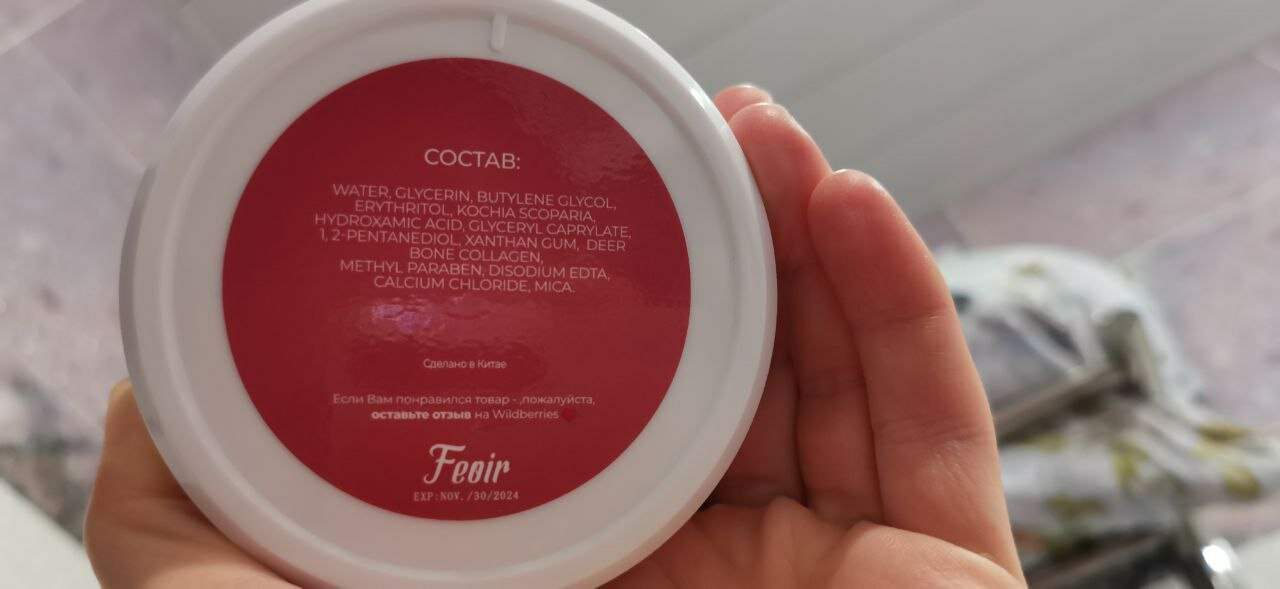 СОСТАВ:
WATER, GLYCERIN, BUTYLENE GLYCOL,
ERYTHRITOL, KOCHIA SCOPARIA,
HYDROXAMIC ACID, GLYCERYL CAPRYLATE,
1, 2-PENTANEDIOL, XANTHAN GUM, DEER
BONE COLLAGEN,
METHYL PARABEN, DISODIUM EDTA,
CALCIUM CHLORIDE, MICA.
Сделано в Китае
Если Вам понравился товар - ,пожалуйста,
оставьте отзыв на Wildberries
Feoir
EXP:NOV./30/2024